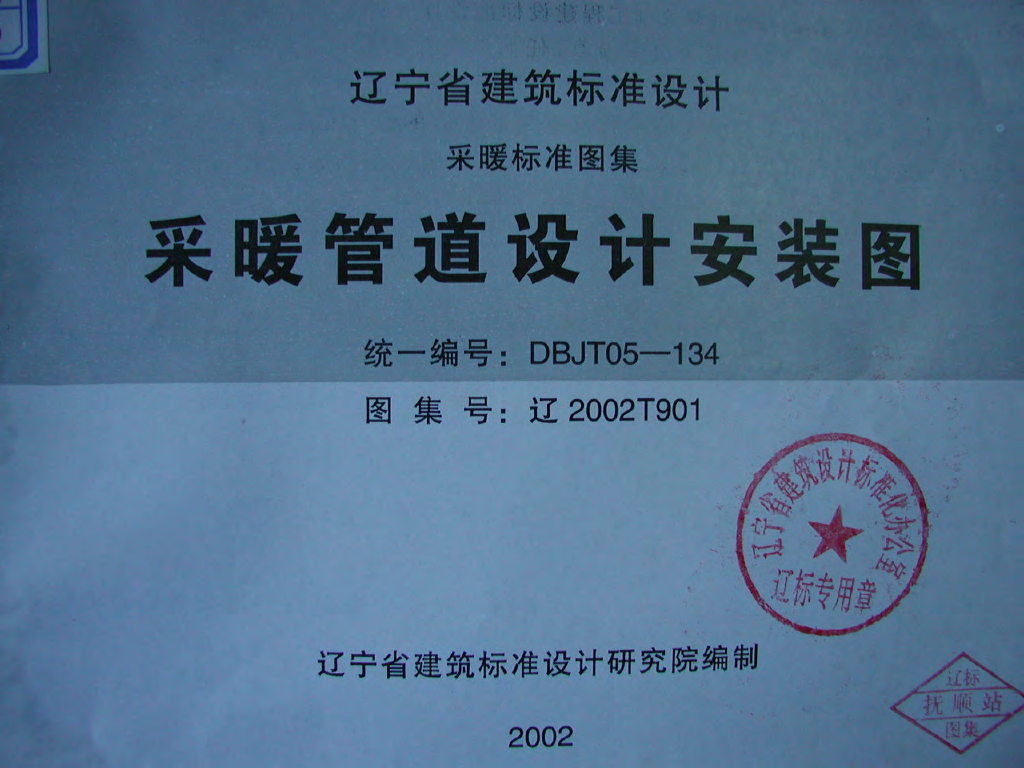 辽宁省建筑标准设计
采暖标准图集
采暖管道设计安装图
统一编号：DBJT05—134
图 集 号：辽 2002T901
辽宁省建筑设计标准化办公室
辽标专用章
辽宁省建筑标准设计研究院编制
辽标
抚顺站
图集
2002